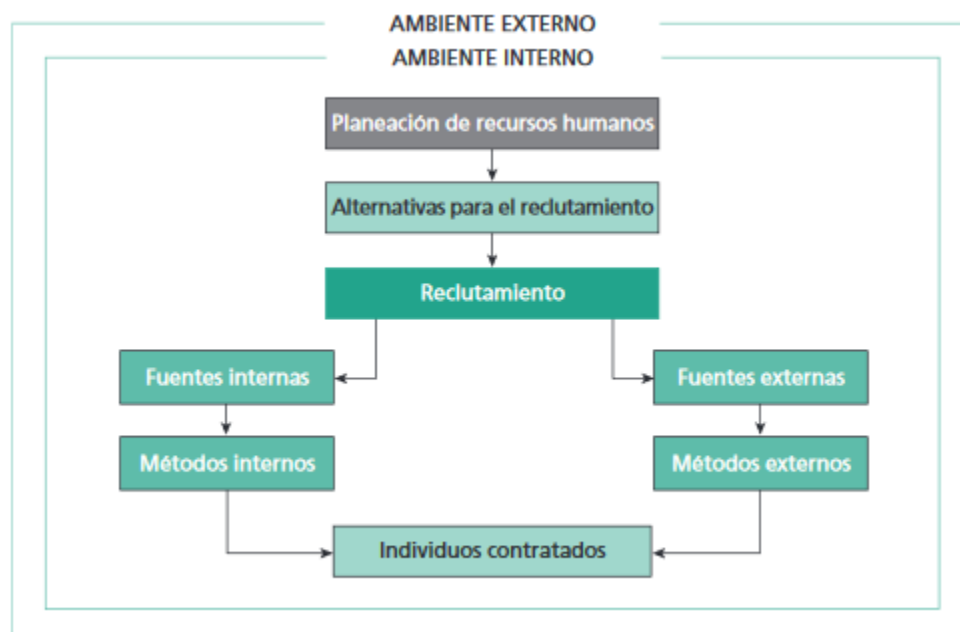 AMBIENTE EXTERNO
AMBIENTE INTERNO
Planeación de recursos humanos
Alternativas para el reclutamiento
Reclutamiento
Fuentes internas
Fuentes externas
Métodos internos
Métodos externos
Individuos contratados